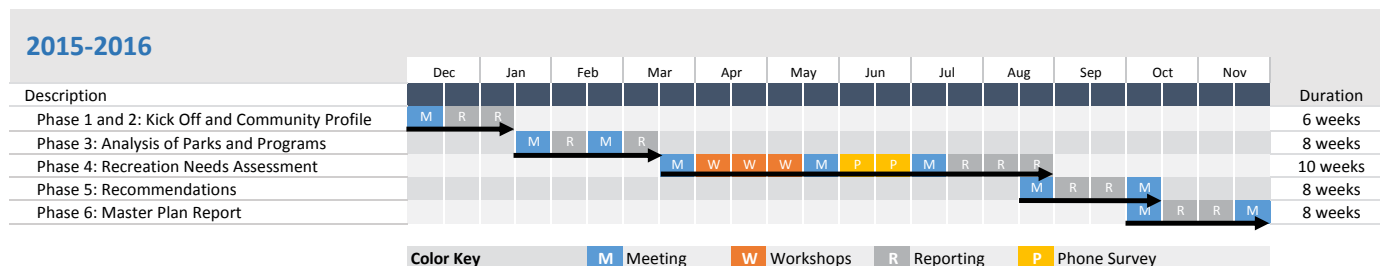 2015-2016
Dec Jan Feb Mar Apr May Jun Jul Aug Sep Oct Nov
Description Duration
Phase 1 and 2: Kick Off and Community Profile M R R 6 weeks
Phase 3: Analysis of Parks and Programs M R M R 8 weeks
Phase 4: Recreation Needs Assessment M W W W M P P M R R R 10 weeks
Phase 5: Recommendations M R R M 8 weeks
Phase 6: Master Plan Report M R R M 8 weeks
Color Key M Meeting W Workshops R Reporting P Phone Survey